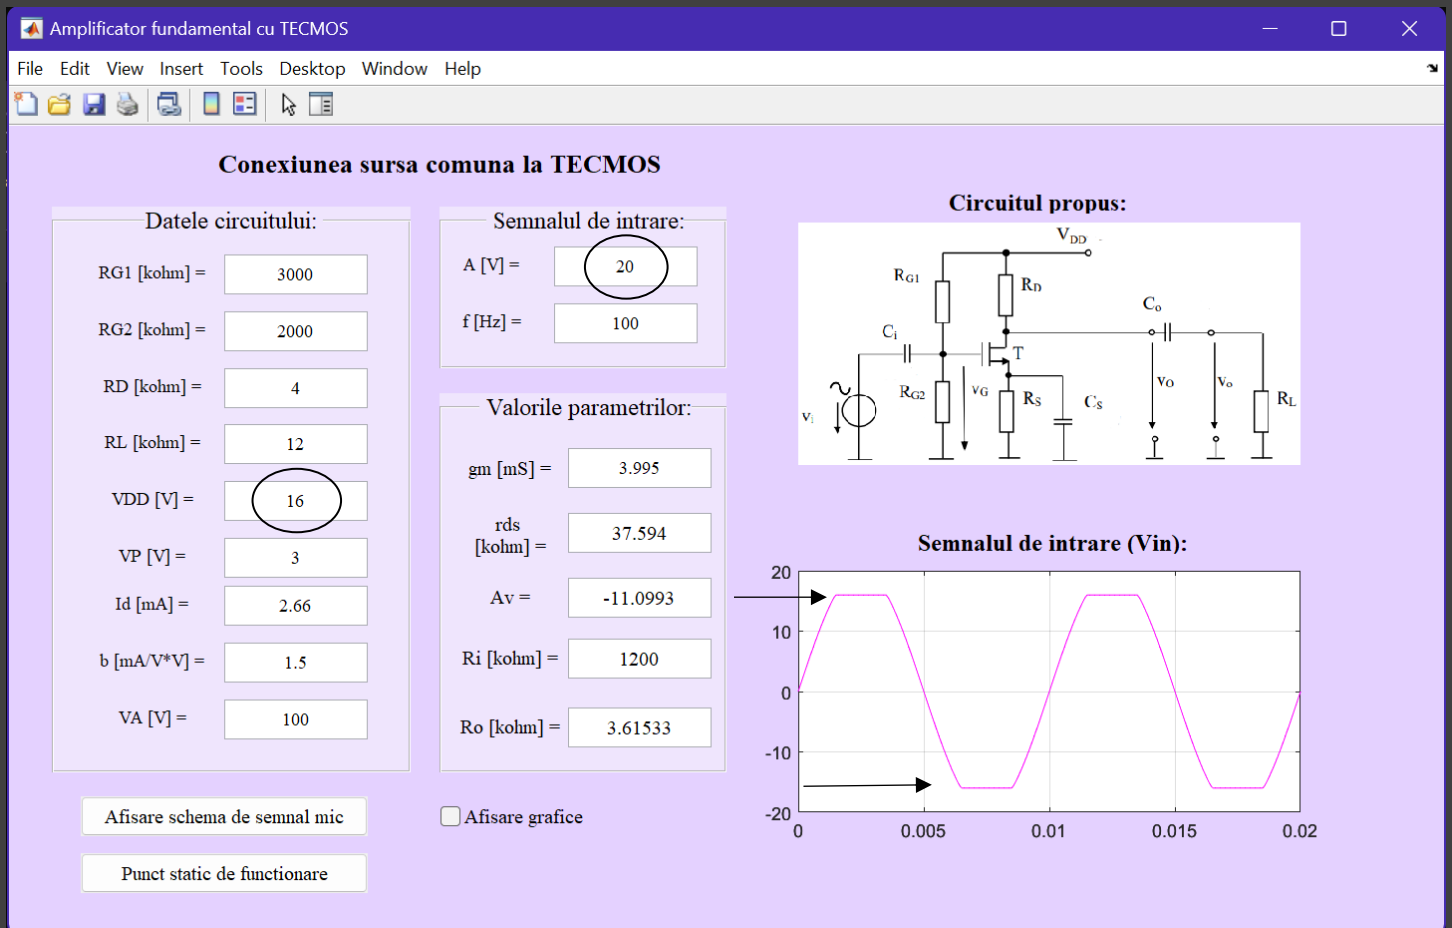 Amplificator fundamental cu TECMOS
File Edit View Insert Tools Desktop Window Help
Conexiunea sursa comuna la TECMOS
Datele circuitului:
RG1 [kohm] = 3000
RG2 [kohm] = 2000
RD [kohm] = 4
RL [kohm] = 12
VDD [V] = 16
VP [V] = 3
Id [mA] = 2.66
b [mA/V*V] = 1.5
VA [V] = 100
Afisare schema de semnal mic
Punct static de functionare
Semnalul de intrare:
A [V] = 20
f [Hz] = 100
Valorile parametrilor:
gm [mS] = 3.995
rds
[kohm] = 37.594
Av = -11.0993
Ri [kohm] = 1200
Ro [kohm] = 3.61533
Afisare grafice
Circuitul propus:
VDD
RG1
RD
Co
Ci
T
RG2
vG
RS
CS
vO
vo
RL
vi
Semnalul de intrare (Vin):
20
10
0
-10
-20
0 0.005 0.01 0.015 0.02